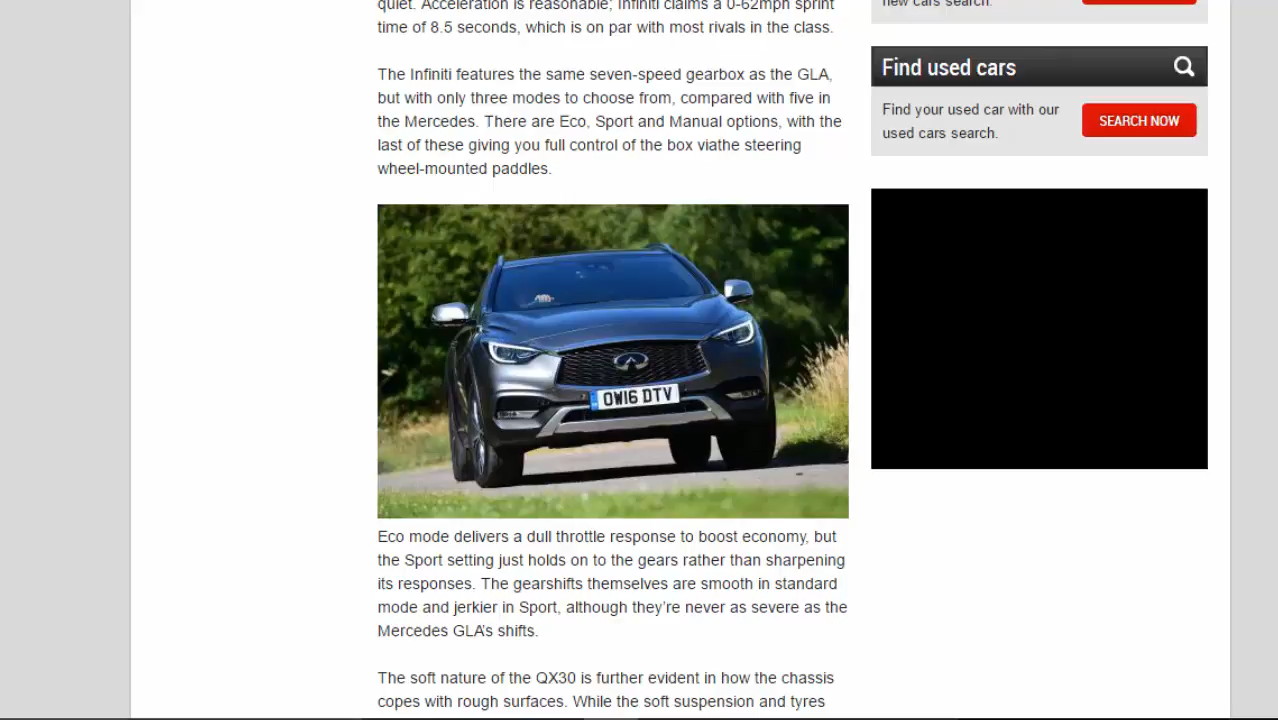 quiet. Acceleration is reasonable; Infiniti claims a 0-62mph sprint
time of 8.5 seconds, which is on par with most rivals in the class.
The Infiniti features the same seven-speed gearbox as the GLA,
but with only three modes to choose from, compared with five in
the Mercedes. There are Eco, Sport and Manual options, with the
last of these giving you full control of the box viathe steering
wheel-mounted paddles.
OW16 DTV
Eco mode delivers a dull throttle response to boost economy, but
the Sport setting just holds on to the gears rather than sharpening
its responses. The gearshifts themselves are smooth in standard
mode and jerkier in Sport, although they’re never as severe as the
Mercedes GLA’s shifts.
The soft nature of the QX30 is further evident in how the chassis
copes with rough surfaces. While the soft suspension and tyres
new cars search.
Find used cars
Find your used car with our
used cars search.
SEARCH NOW